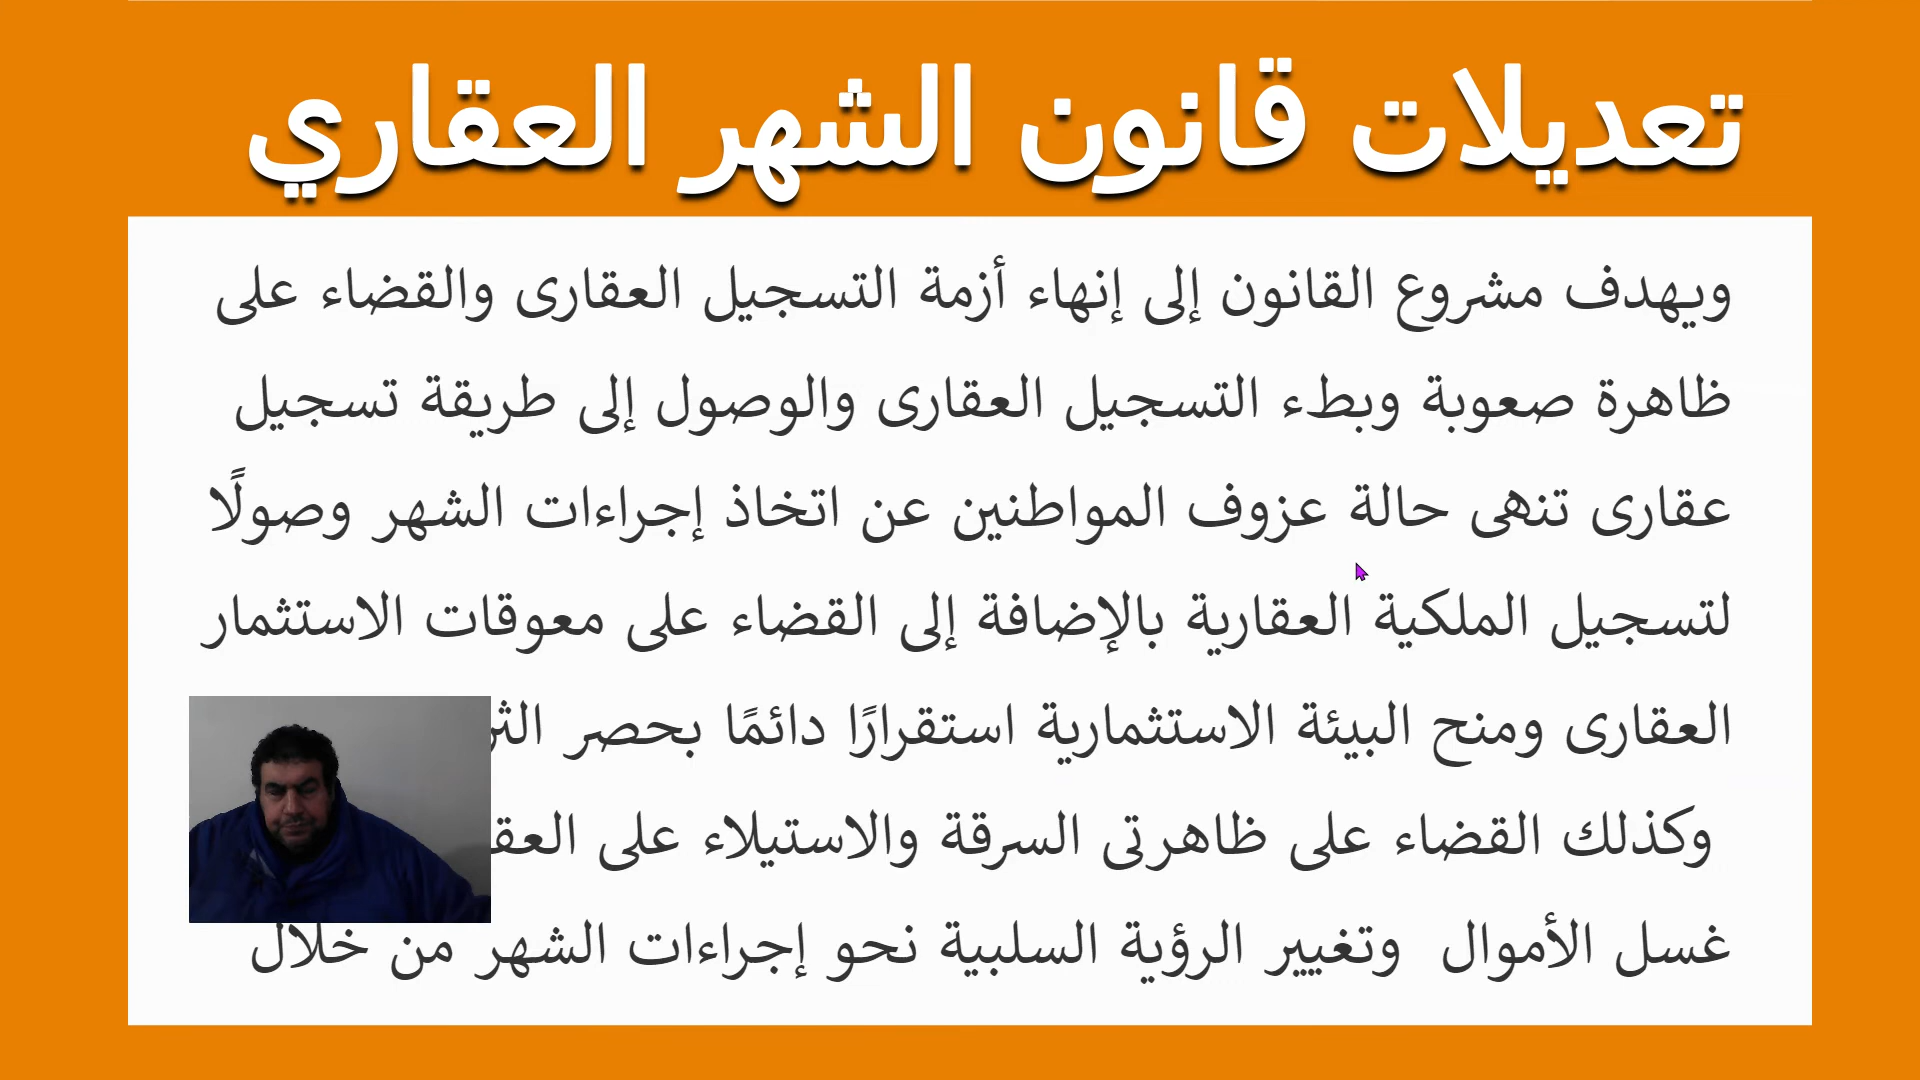 تعديلات قانون الشهر العقاري
ويهدف مشروع القانون إلى إنهاء أزمة التسجيل العقارى والقضاء على
ظاهرة صعوبة وبطء التسجيل العقارى والوصول إلى طريقة تسجيل
عقارى تنهى حالة عزوف المواطنين عن اتخاذ إجراءات الشهر وصولًا
لتسجيل الملكية العقارية بالإضافة إلى القضاء على معوقات الاستثمار
العقارى ومنح البيئة الاستثمارية استقرارًا دائمًا بحصر
وكذلك القضاء على ظاهرتى السرقة والاستيلاء على
غسل الأموال وتغيير الرؤية السلبية نحو إجراءات الشهر من خلال